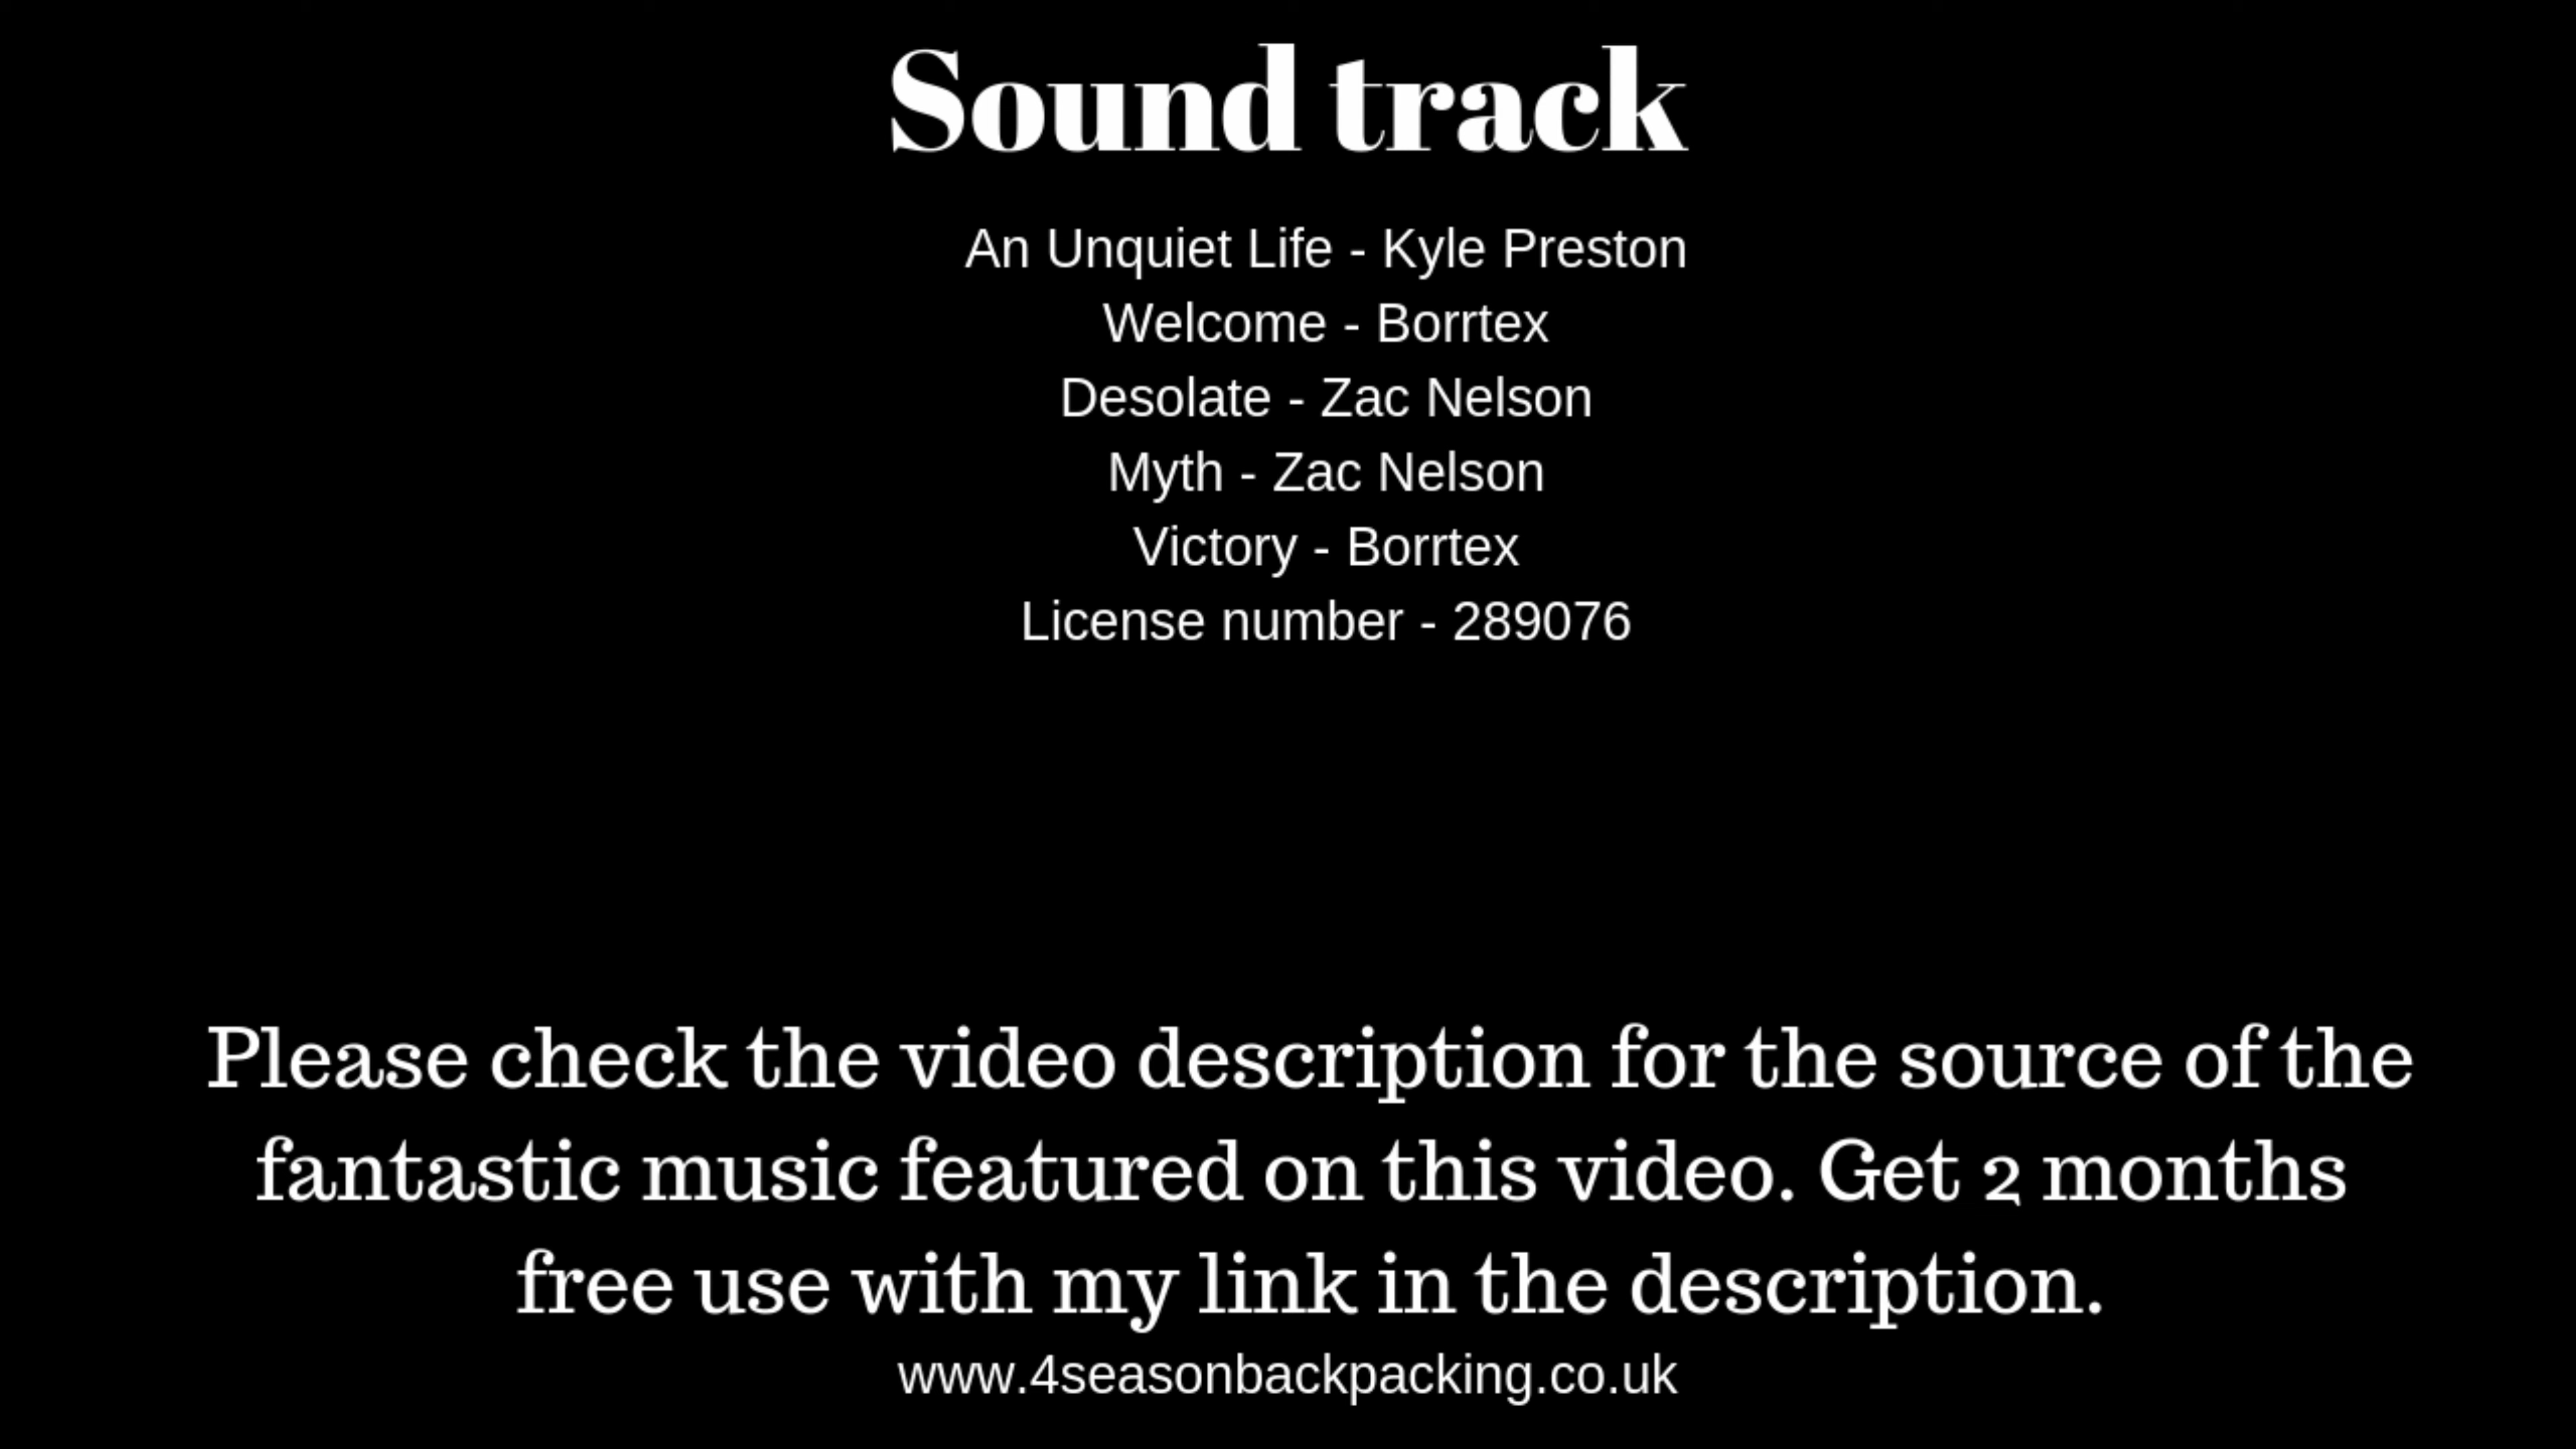 Sound track
An Unquiet Life - Kyle Preston
Welcome - Borrtex
Desolate - Zac Nelson
Myth - Zac Nelson
Victory - Borrtex
License number - 289076
Please check the video description for the source of the
fantastic music featured on this video. Get 2 months
free use with my link in the description.
www.4seasonbackpacking.co.uk